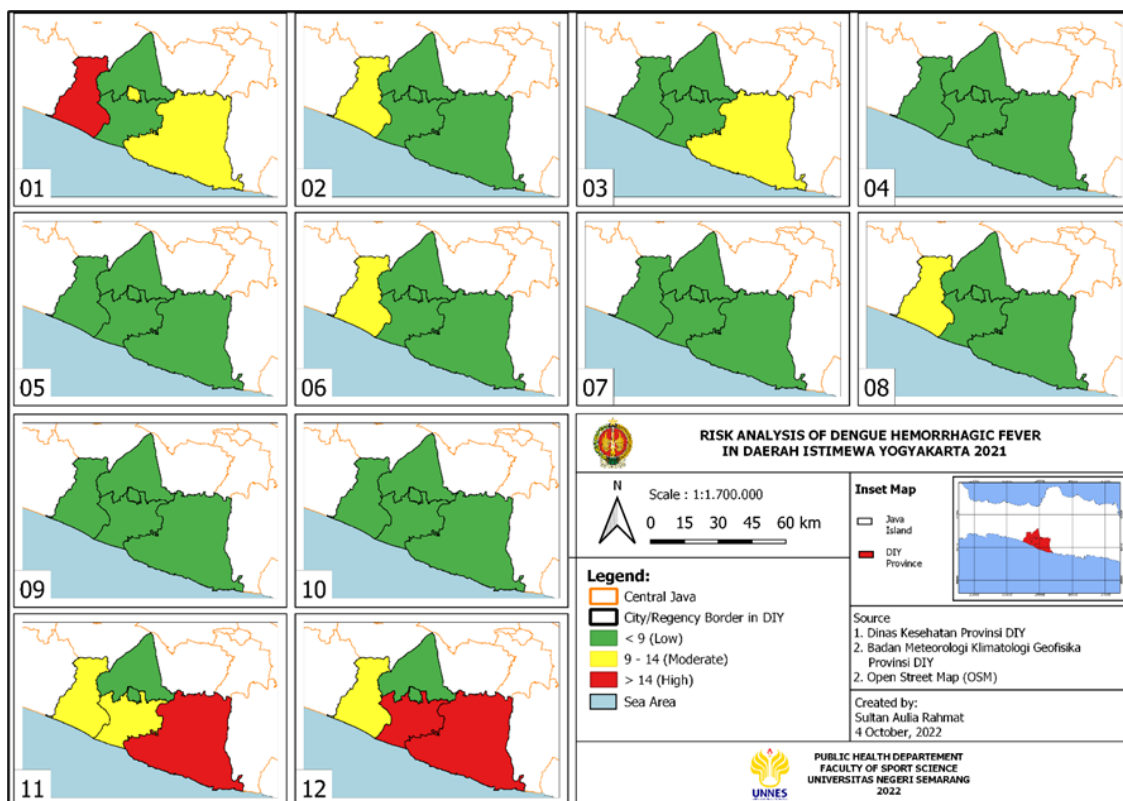 01
02
03
04
05
06
07
08
09
10
11
12
RISK ANALYSIS OF DENGUE HEMORRHAGIC FEVER
IN DAERAH ISTIMEWA YOGYAKARTA 2021
N
Scale : 1:1.700.000
0 15 30 45 60 km
Inset Map
Java
Island
DIY
Province
Legend:
Central Java
City/Regency Border in DIY
< 9 (Low)
9 - 14 (Moderate)
> 14 (High)
Sea Area
Source
1. Dinas Kesehatan Provinsi DIY
2. Badan Meteorologi Klimatologi Geofisika
Provinsi DIY
2. Open Street Map (OSM)
Created by:
Sultan Aulia Rahmat
4 October, 2022
UNNES
PUBLIC HEALTH DEPARTEMENT
FACULTY OF SPORT SCIENCE
UNIVERSITAS NEGERI SEMARANG
2022